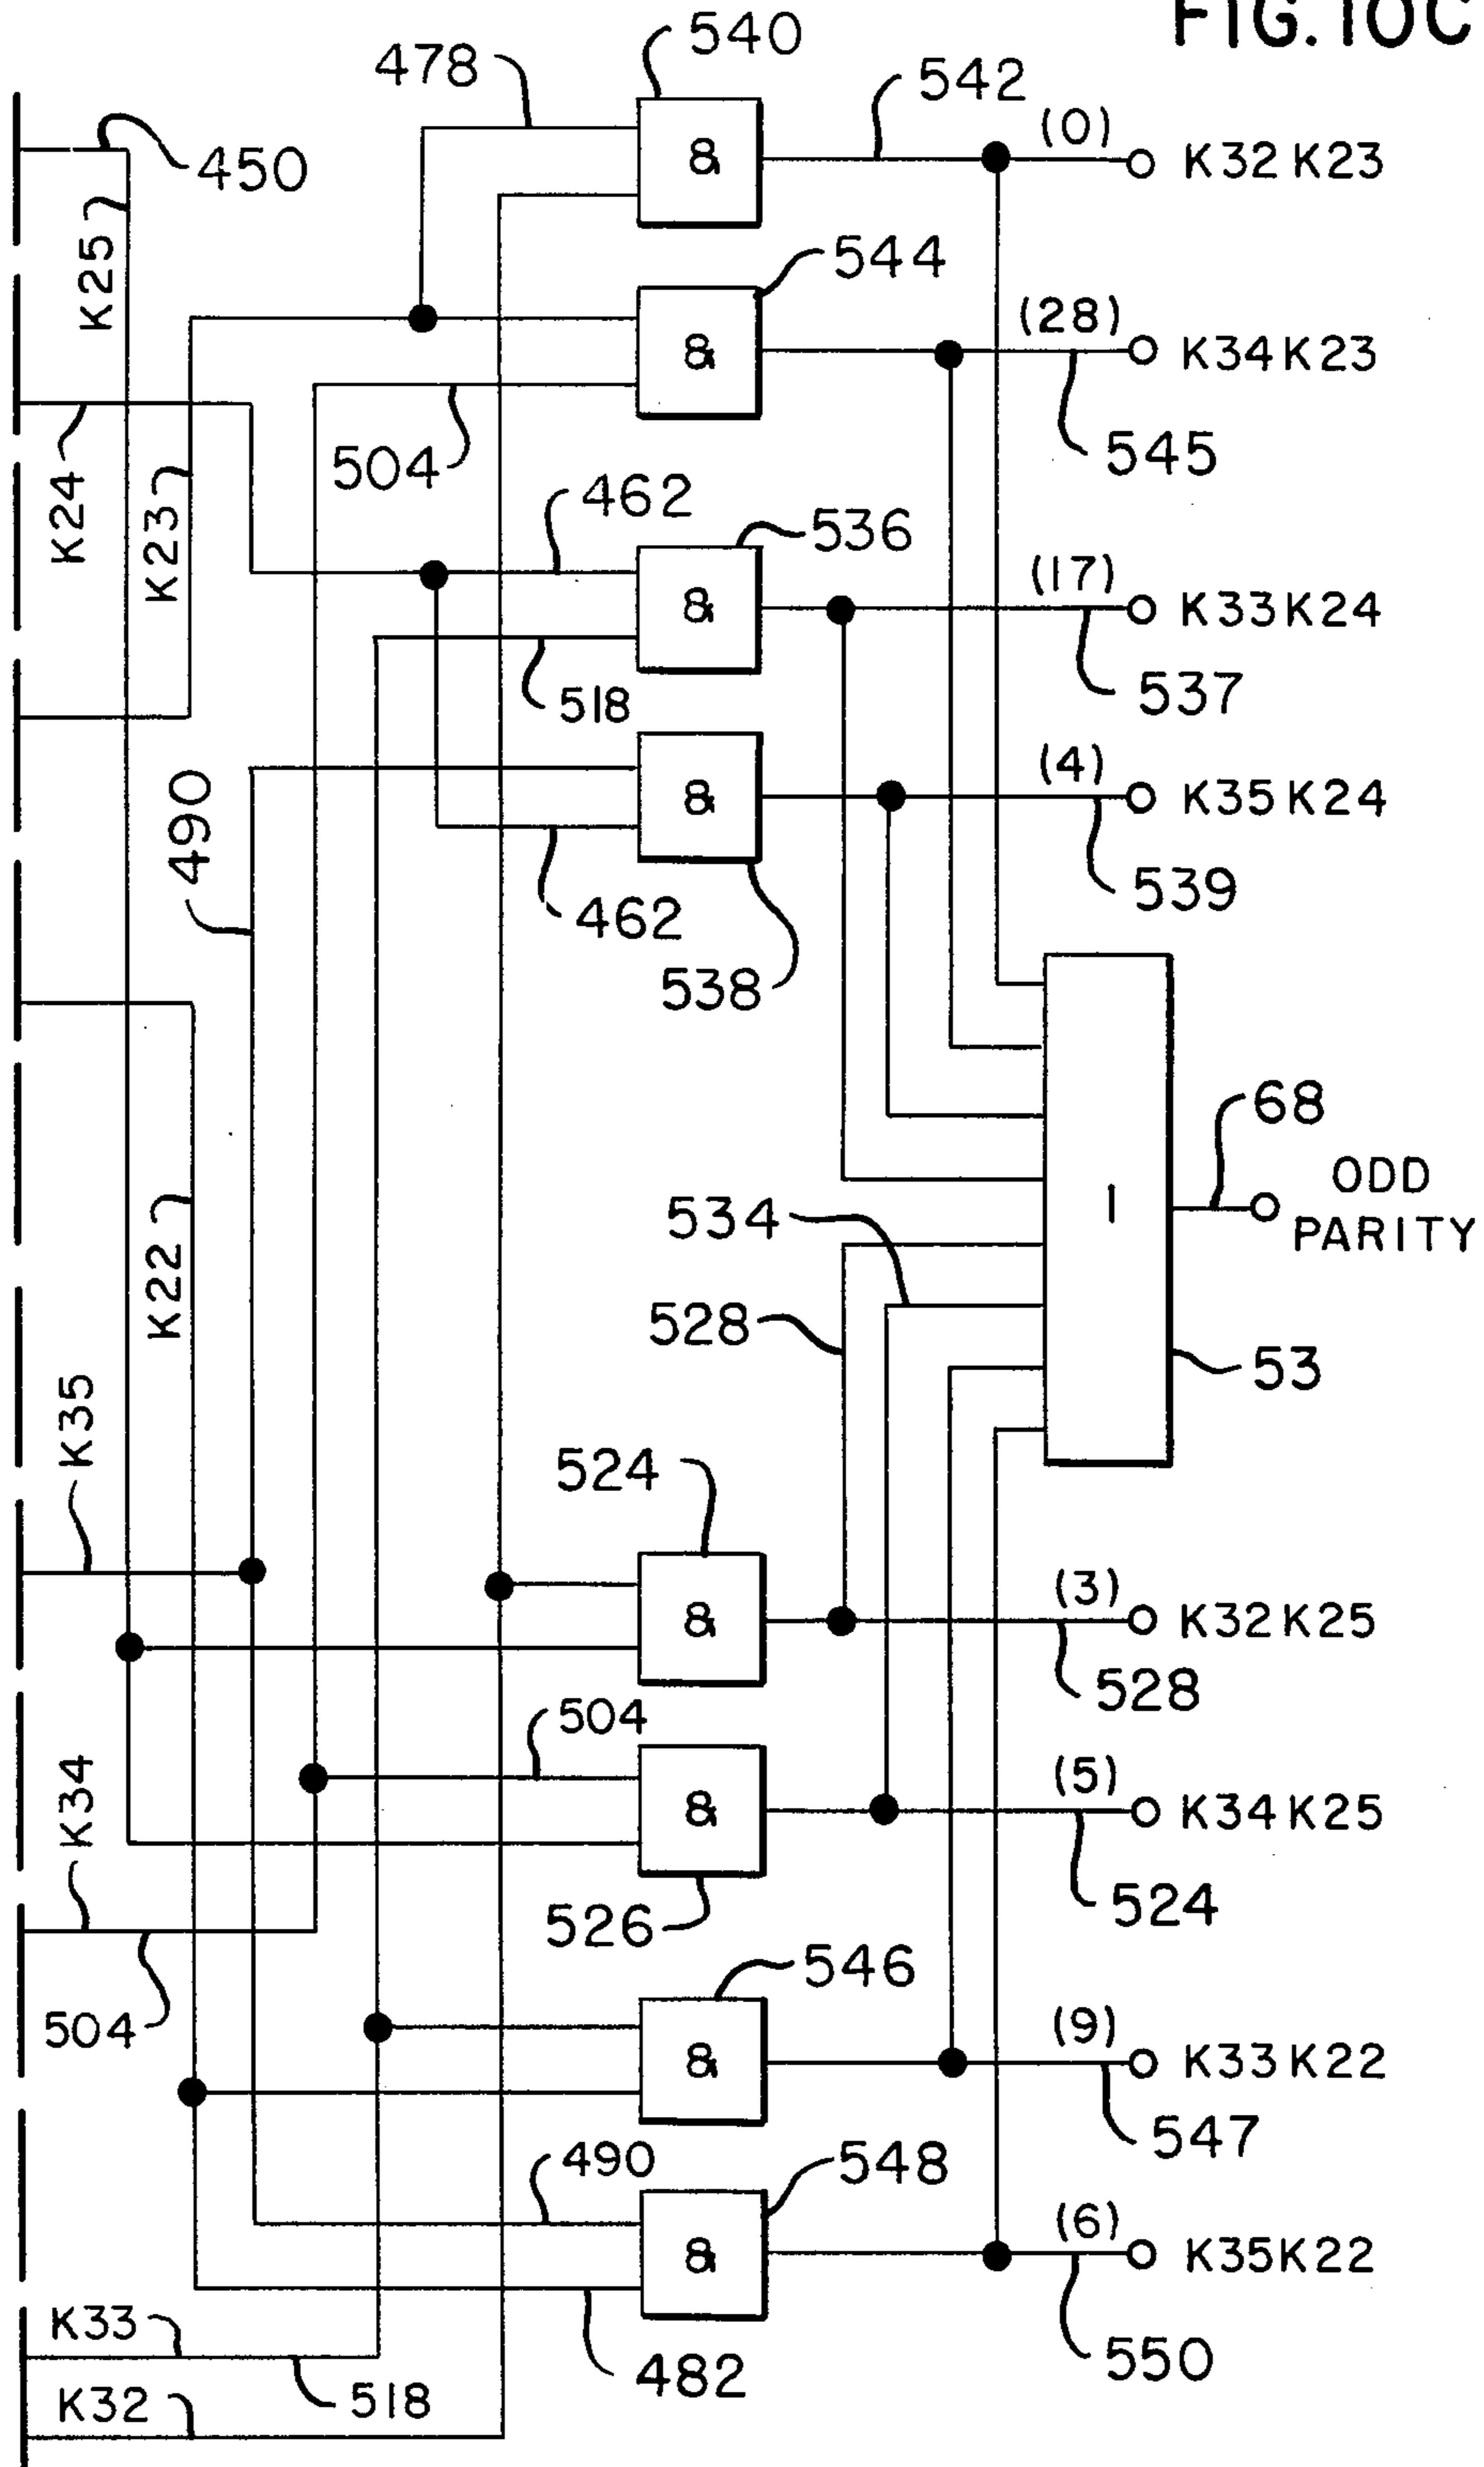 FIG. 10C
540
478
542
(0)
K32 K23
450
K25
&
544
(28)
K34 K23
&
545
504
K24
K23
462
536
(17)
K33 K24
&
537
518
(4)
K35 K24
&
539
490
462
538
68
ODD
PARITY
1
534
K22
528
53
K35
524
(3)
K32 K25
&
528
504
(5)
K34 K25
&
524
K34
526
546
504
(9)
K33 K22
&
547
490
548
(6)
K35 K22
&
550
482
K33
518
K32